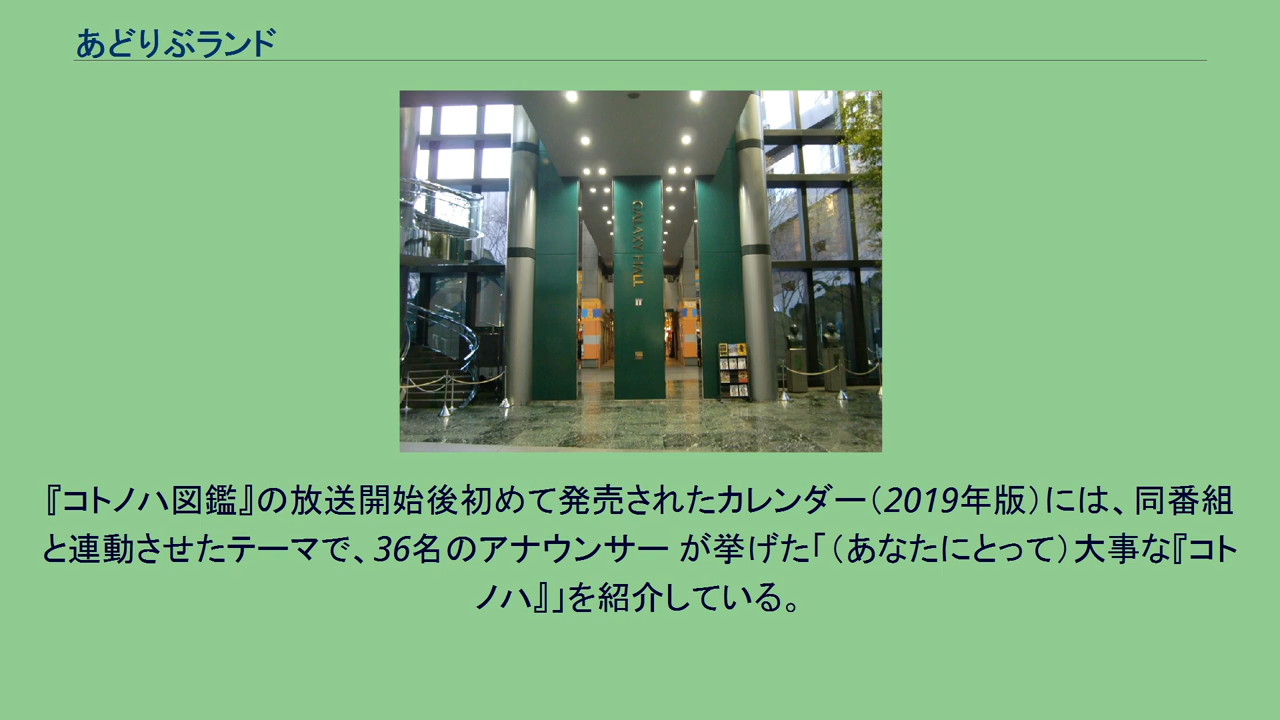 あどりぶランド
GALAXY HALL
『コトノハ図鑑』の放送開始後初めて発売されたカレンダー（2019年版）には、同番組
と連動させたテーマで、36名のアナウンサー が挙げた「（あなたにとって）大事な『コト
ノハ』」を紹介している。